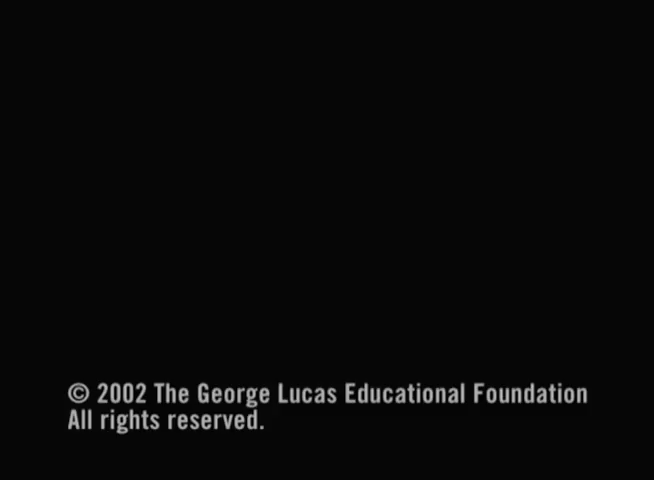 © 2002 The George Lucas Educational Foundation
All rights reserved.